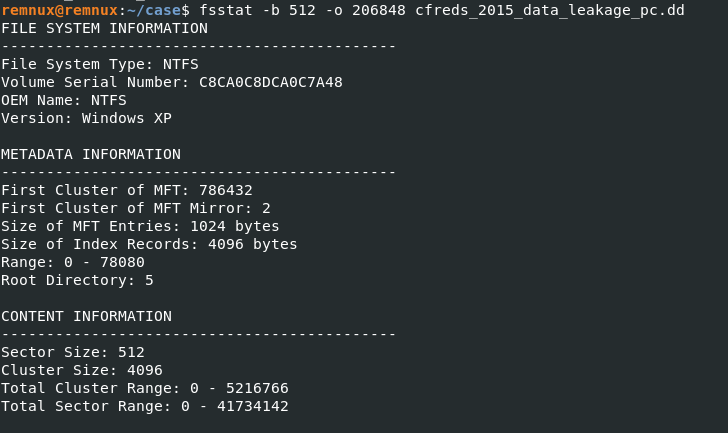 remnux@remnux:~/case$ fsstat -b 512 -o 206848 cfreds_2015_data_leakage_pc.dd
FILE SYSTEM INFORMATION
--------------------------------------------
File System Type: NTFS
Volume Serial Number: C8CA0C8DCA0C7A48
OEM Name: NTFS
Version: Windows XP

METADATA INFORMATION
--------------------------------------------
First Cluster of MFT: 786432
First Cluster of MFT Mirror: 2
Size of MFT Entries: 1024 bytes
Size of Index Records: 4096 bytes
Range: 0 - 78080
Root Directory: 5

CONTENT INFORMATION
--------------------------------------------
Sector Size: 512
Cluster Size: 4096
Total Cluster Range: 0 - 5216766
Total Sector Range: 0 - 41734142